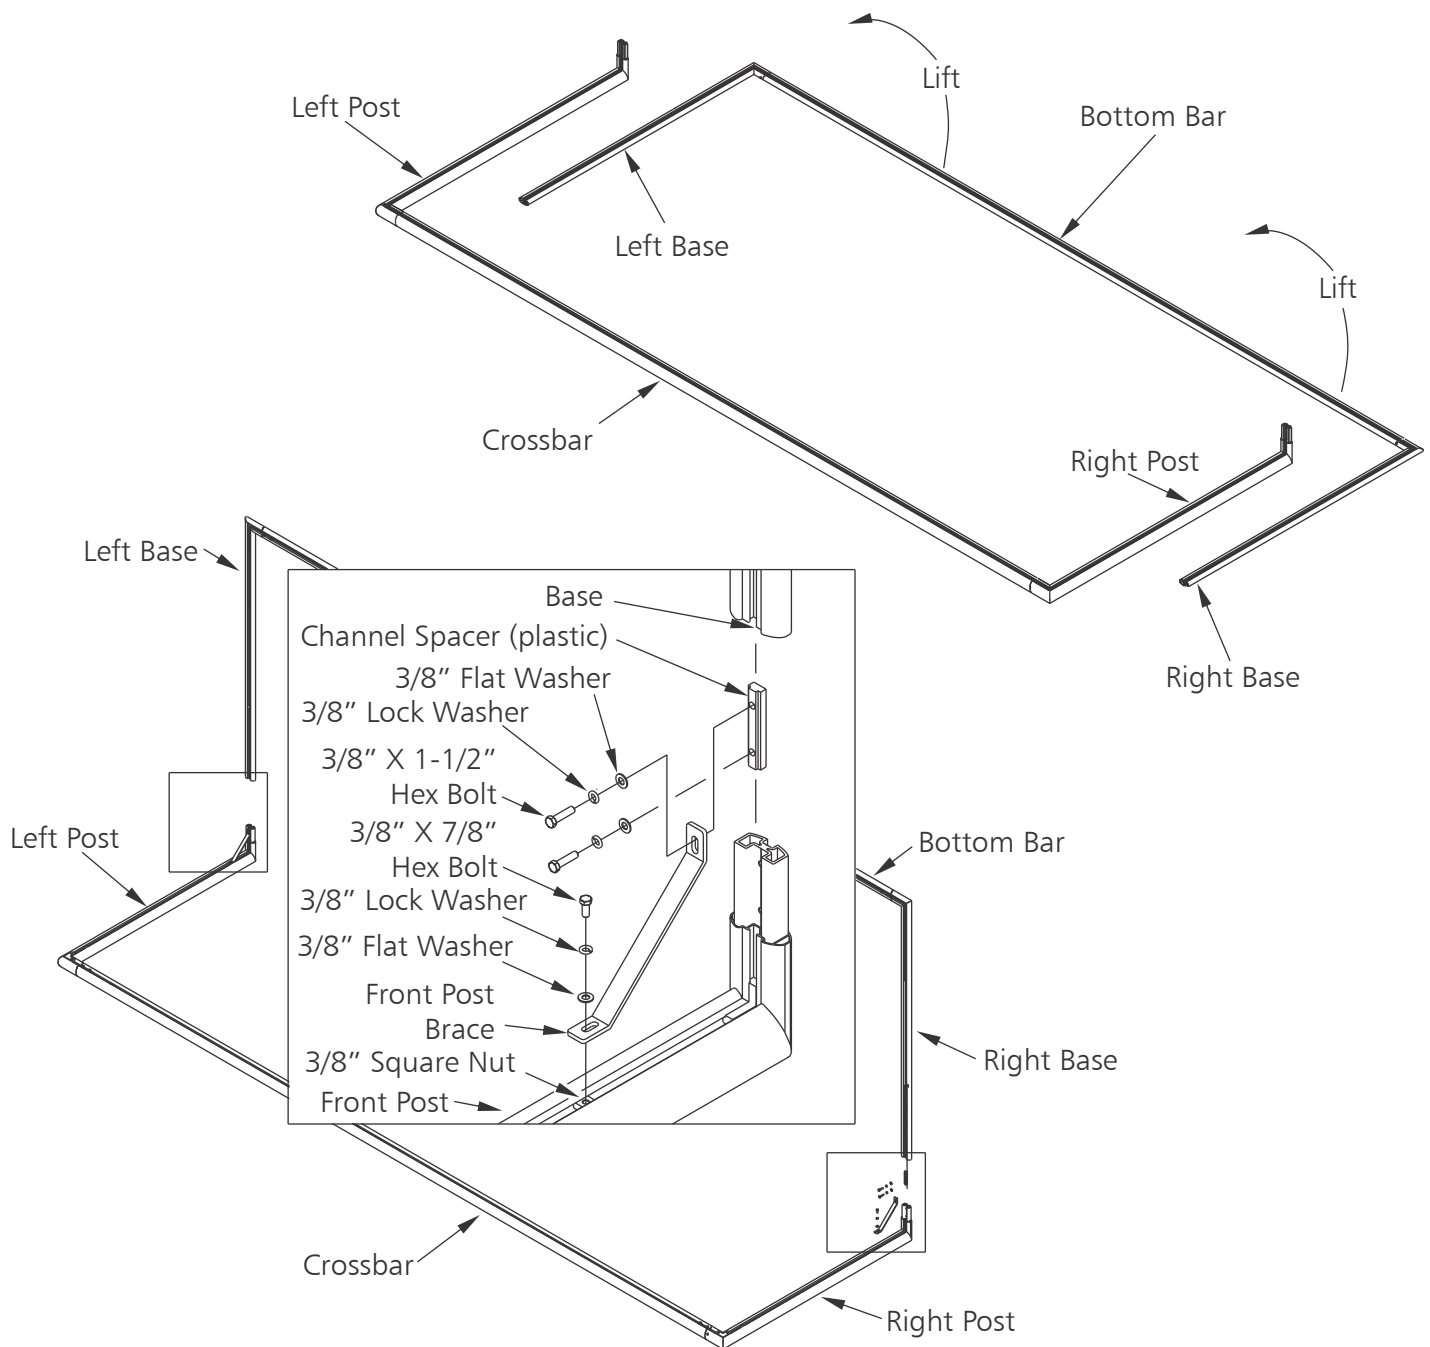 Lift
Left Post
Bottom Bar
Left Base
Lift
Crossbar
Right Post
Right Base
Left Base
Base
Channel Spacer (plastic)
3/8” Flat Washer
3/8” Lock Washer
3/8” X 1-1/2”
Hex Bolt
3/8” X 7/8”
Hex Bolt
3/8” Lock Washer
3/8” Flat Washer
Front Post
Brace
3/8” Square Nut
Front Post
Left Post
Bottom Bar
Right Base
Crossbar
Right Post